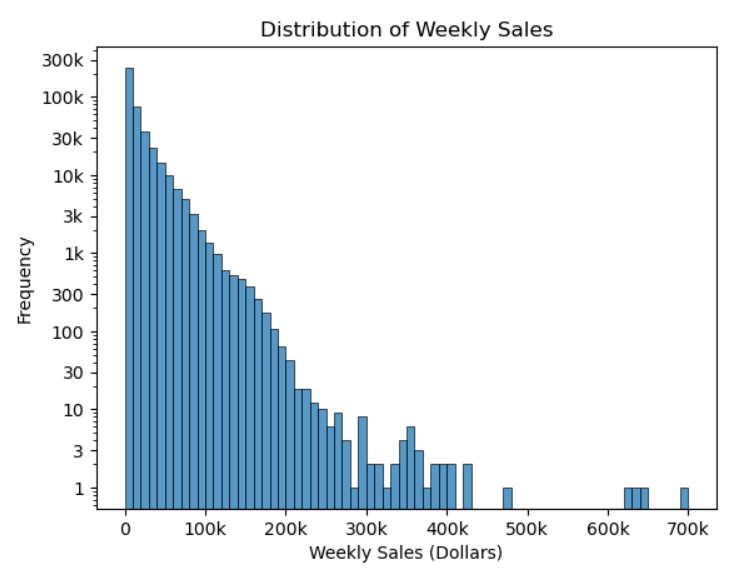 Distribution of Weekly Sales
300k
100k
30k
10k
3k
1k
300
100
30
10
3
1
Frequency
0 100k 200k 300k 400k 500k 600k 700k
Weekly Sales (Dollars)